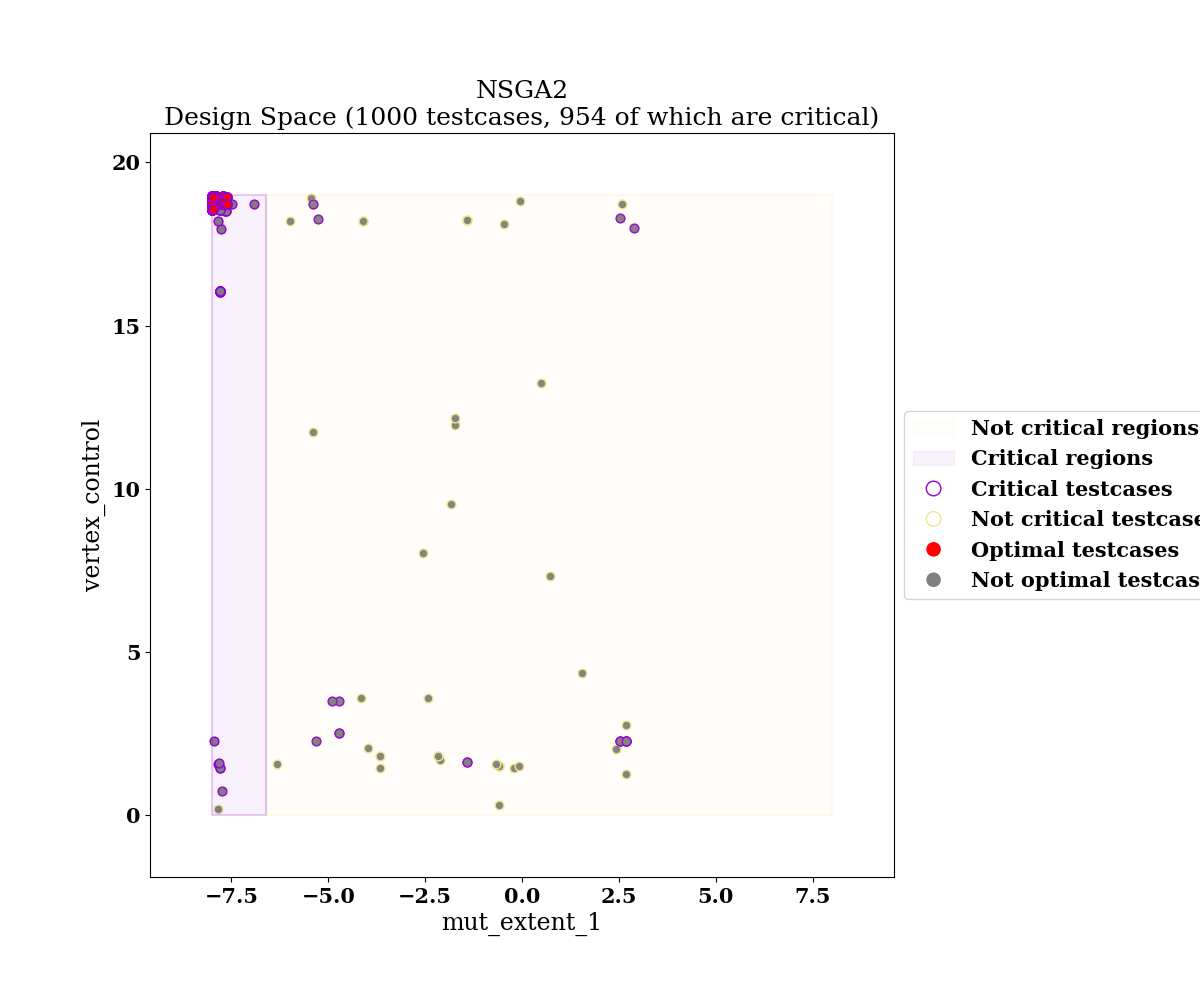 NSGA2
Design Space (1000 testcases, 954 of which are critical)
20
15
10
5
0
vertex_control
−7.5 −5.0 −2.5 0.0 2.5 5.0 7.5
mut_extent_1
Not critical regions
Critical regions
Critical testcases
Not critical testcase
Optimal testcases
Not optimal testcas